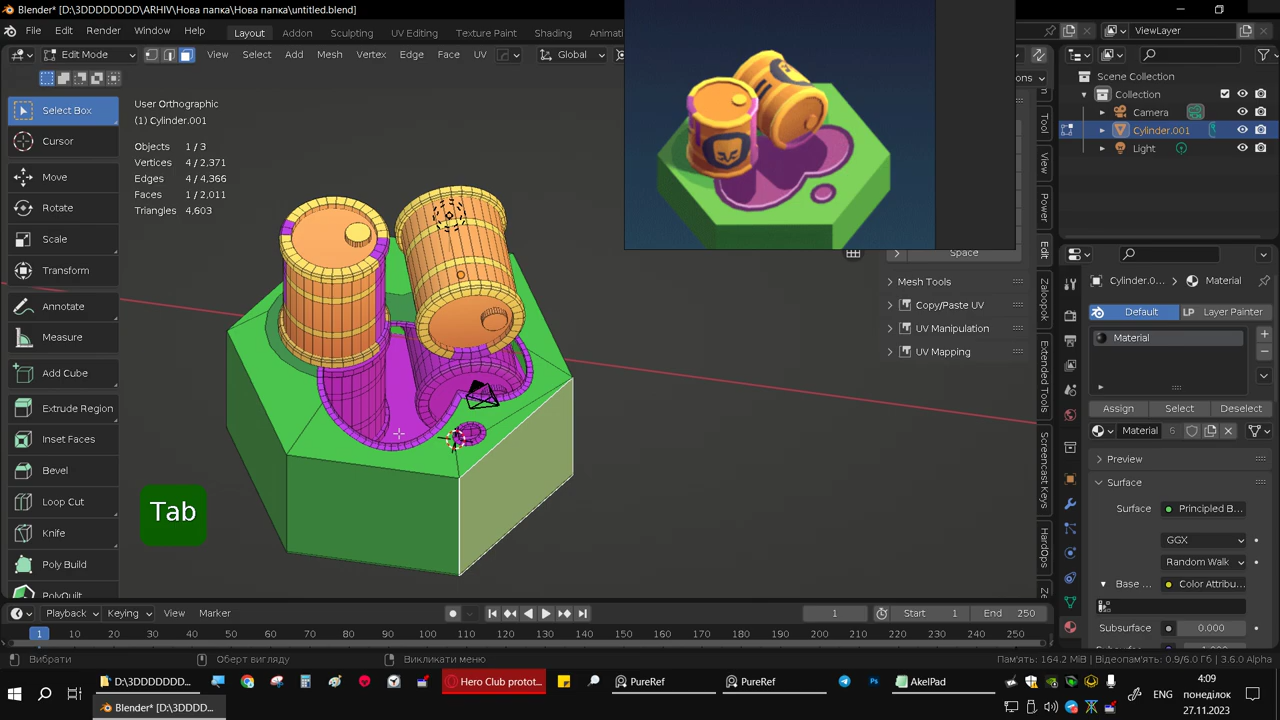 Blender* [D:\3DDDDDDD\ARHIV\Нова папка\Нова папка\untitled.blend]
File Edit Render Window Help Layout Addon Sculpting UV Editing Texture Paint Shading Animati
ViewLayer
Edit Mode View Select Add Mesh Vertex Edge Face UV Global
ons
Select Box
Cursor
Move
Rotate
Scale
Transform
Annotate
Measure
Add Cube
Extrude Region
Inset Faces
Bevel
Loop Cut
Knife
Poly Build
PolyQuilt
User Orthographic
(1) Cylinder.001
Objects 1 / 3
Vertices 4 / 2,371
Edges 4 / 4,366
Faces 1 / 2,011
Triangles 4,603
Tab
Space
Mesh Tools
Copy/Paste UV
UV Manipulation
UV Mapping
Tool
View
Power
Edit
Zaloopok
Extended Tools
Screencast Keys
HardOps
Ze
Scene Collection
Collection
Camera
Cylinder.001
Light
Cylinder.0... Material
Default LP Layer Painter
Material
Assign Select Deselect
Material 6
Preview
Surface
Surface Principled B...
GGX
Random Walk
Base ... Color Attribu...
Subsurface 0.000
Playback Keying View Marker 1 Start 1 End 250
1 10 20 30 40 50 60 70 80 90 100 110 120 130 140 150 160 170 180 190 200 210 220 230 240 250
Вибрати Оберт вигляду Викликати меню Пам'ять: 164.2 MiB | Відеопам'ять: 0.9/6.0 Гб | 3.6.0 Alpha
D:\3DDDDDDD... Hero Club protot... PureRef PureRef AkelPad ENG 4:09
понеділок
Blender* [D:\3DDDD... 27.11.2023